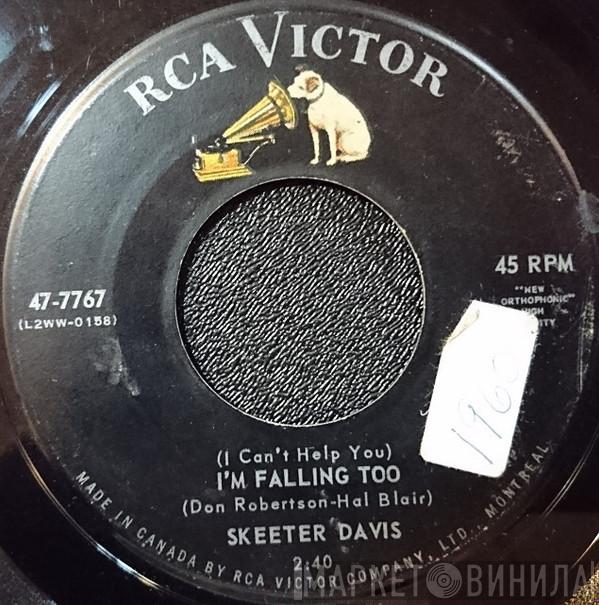 RCA VICTOR
47-7767
(L2WW-0158)
45 RPM
"NEW
ORTHOPHONIC"
HIGH
1960
(I Can't Help You)
I'M FALLING TOO
(Don Robertson-Hal Blair)
SKEETER DAVIS
2:40
MADE IN CANADA BY RCA VICTOR COMPANY, LTD., MONTREAL
МАРКЕТ ВИНИЛА